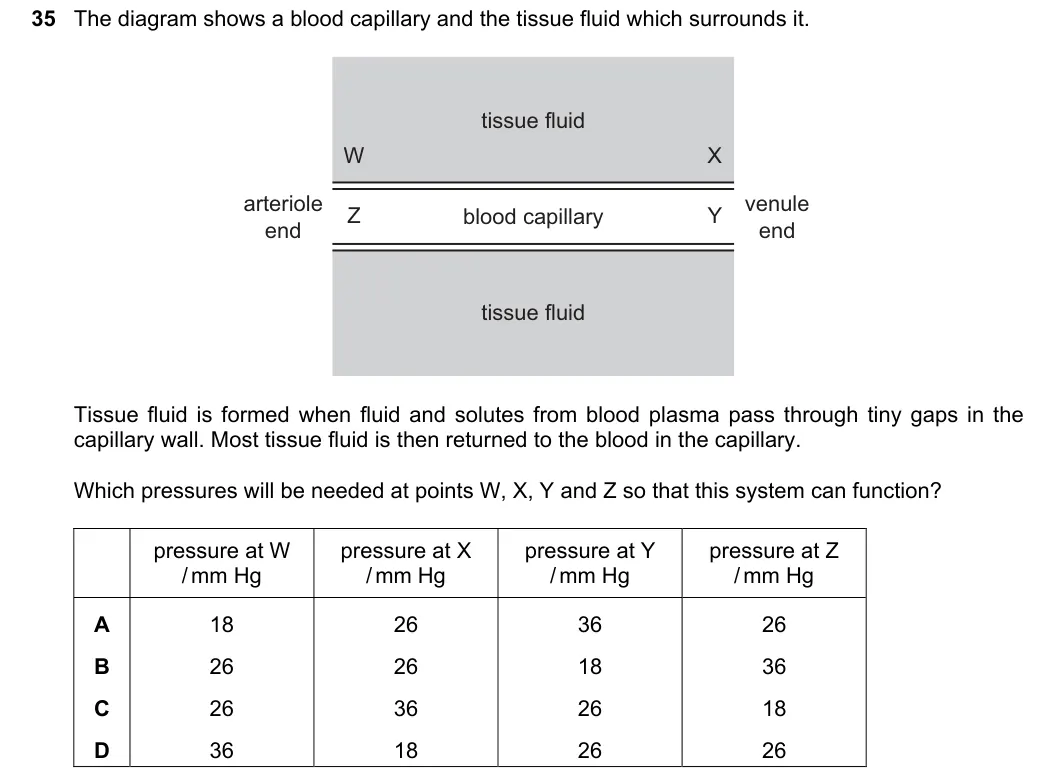 35 The diagram shows a blood capillary and the tissue fluid which surrounds it.
tissue fluid
W X
arteriole end
Z blood capillary Y
venule end
tissue fluid
Tissue fluid is formed when fluid and solutes from blood plasma pass through tiny gaps in the
capillary wall. Most tissue fluid is then returned to the blood in the capillary.
Which pressures will be needed at points W, X, Y and Z so that this system can function?
pressure at W /mm Hg pressure at X /mm Hg pressure at Y /mm Hg pressure at Z /mm Hg
A 18 26 36 26
B 26 26 18 36
C 26 36 26 18
D 36 18 26 26